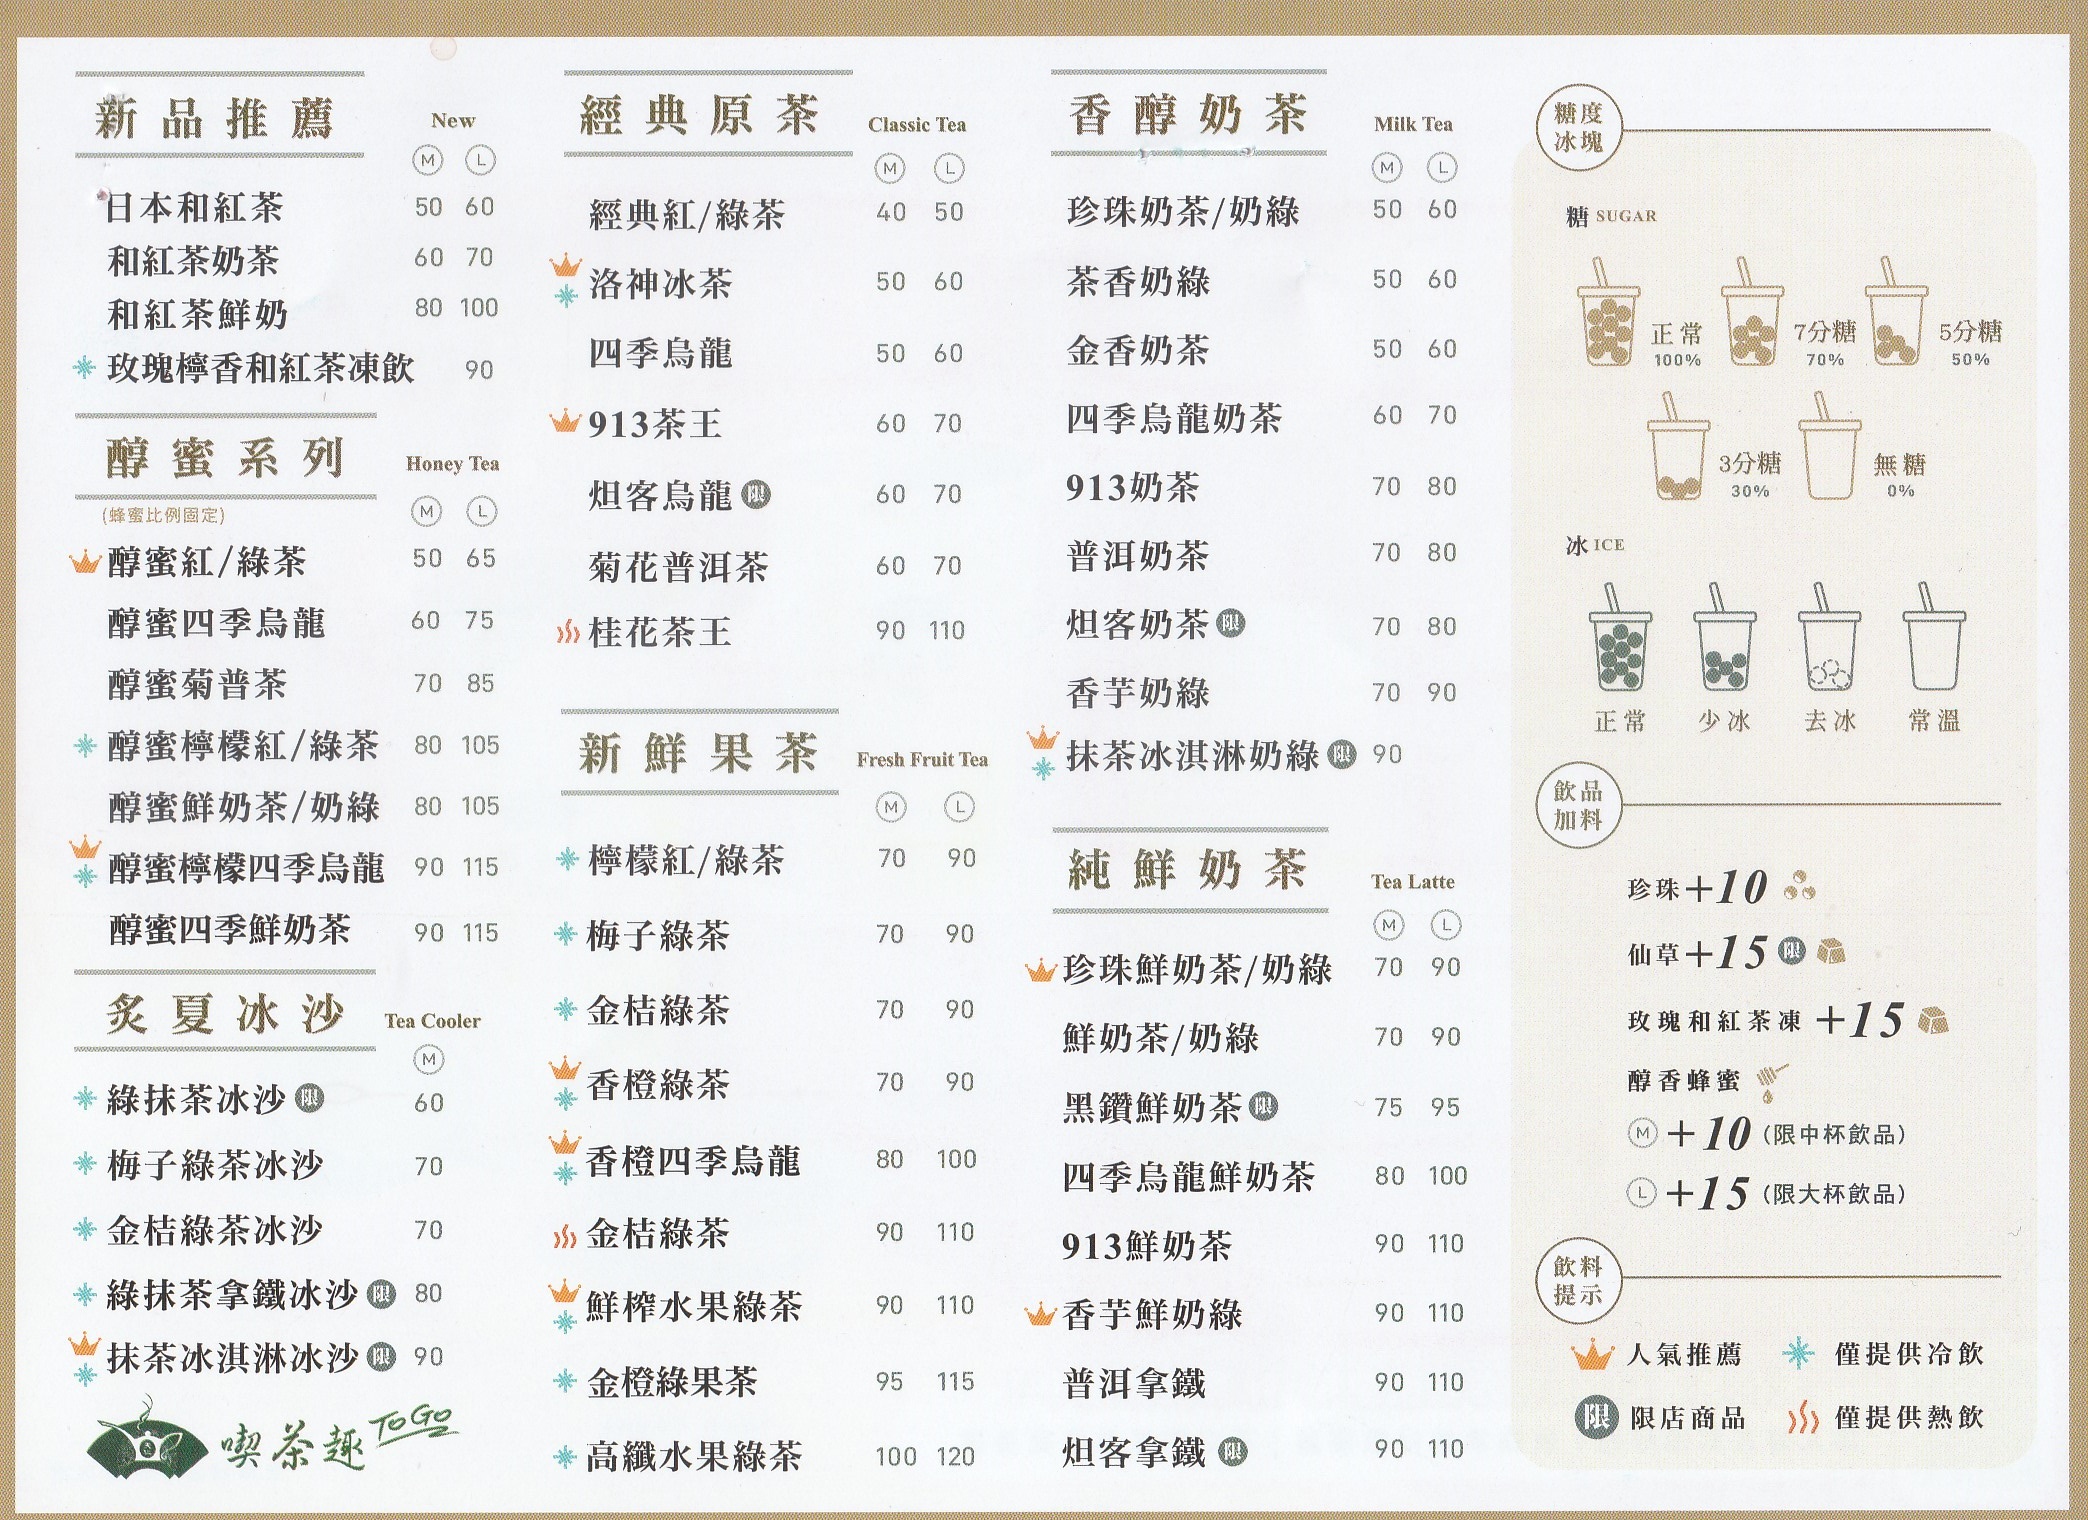 新品推薦 New
M L
日本和紅茶 50 60
和紅茶奶茶 60 70
和紅茶鮮奶 80 100
玫瑰檸香和紅茶凍飲 90
醇蜜系列 Honey Tea
(蜂蜜比例固定) M L
醇蜜紅/綠茶 50 65
醇蜜四季烏龍 60 75
醇蜜菊普茶 70 85
醇蜜檸檬紅/綠茶 80 105
醇蜜鮮奶茶/奶綠 80 105
醇蜜檸檬四季烏龍 90 115
醇蜜四季鮮奶茶 90 115
炙夏冰沙 Tea Cooler
M
綠抹茶冰沙 限 60
梅子綠茶冰沙 70
金桔綠茶冰沙 70
綠抹茶拿鐵冰沙 限 80
抹茶冰淇淋冰沙 限 90
喫茶趣 ToGo
經典原茶 Classic Tea
M L
經典紅/綠茶 40 50
洛神冰茶 50 60
四季烏龍 50 60
913茶王 60 70
炟客烏龍 限 60 70
菊花普洱茶 60 70
桂花茶王 90 110
新鮮果茶 Fresh Fruit Tea
M L
檸檬紅/綠茶 70 90
梅子綠茶 70 90
金桔綠茶 70 90
香橙綠茶 70 90
香橙四季烏龍 80 100
金桔綠茶 90 110
鮮榨水果綠茶 90 110
金橙綠果茶 95 115
高纖水果綠茶 100 120
香醇奶茶 Milk Tea
M L
珍珠奶茶/奶綠 50 60
茶香奶綠 50 60
金香奶茶 50 60
四季烏龍奶茶 60 70
913奶茶 70 80
普洱奶茶 70 80
炟客奶茶 限 70 80
香芋奶綠 70 90
抹茶冰淇淋奶綠 限 90
純鮮奶茶 Tea Latte
M L
珍珠鮮奶茶/奶綠 70 90
鮮奶茶/奶綠 70 90
黑鑽鮮奶茶 限 75 95
四季烏龍鮮奶茶 80 100
913鮮奶茶 90 110
香芋鮮奶綠 90 110
普洱拿鐵 90 110
炟客拿鐵 限 90 110
糖度
冰塊
糖 SUGAR
正常 7分糖 5分糖
100% 70% 50%
3分糖 無糖
30% 0%
冰 ICE
正常 少冰 去冰 常溫
飲品
加料
珍珠+10
仙草+15 限
玫瑰和紅茶凍 +15
醇香蜂蜜
M +10 (限中杯飲品)
L +15 (限大杯飲品)
飲料
提示
人氣推薦 僅提供冷飲
限 限店商品 僅提供熱飲